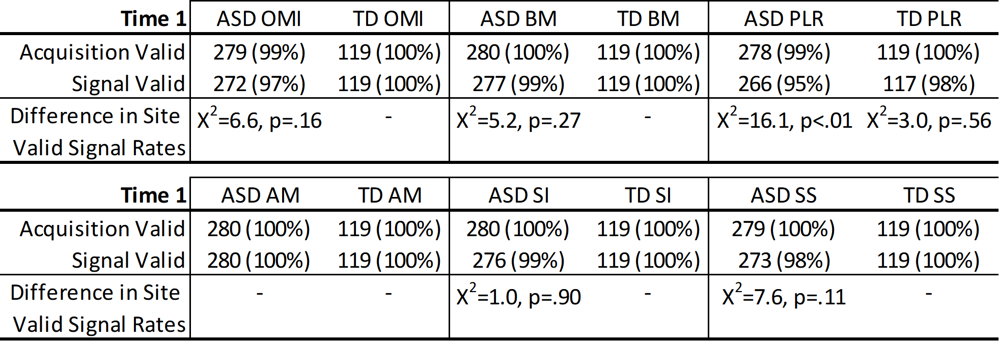 Time 1 ASD OMI TD OMI ASD BM TD BM ASD PLR TD PLR
Acquisition Valid 279 (99%) 119 (100%) 280 (100%) 119 (100%) 278 (99%) 119 (100%)
Signal Valid 272 (97%) 119 (100%) 277 (99%) 119 (100%) 266 (95%) 117 (98%)
Difference in Site X²=6.6, p=.16 - X²=5.2, p=.27 - X²=16.1, p<.01 X²=3.0, p=.56
Valid Signal Rates
Time 1 ASD AM TD AM ASD SI TD SI ASD SS TD SS
Acquisition Valid 280 (100%) 119 (100%) 280 (100%) 119 (100%) 279 (100%) 119 (100%)
Signal Valid 280 (100%) 119 (100%) 276 (99%) 119 (100%) 273 (98%) 119 (100%)
Difference in Site - - X²=1.0, p=.90 - X²=7.6, p=.11 -
Valid Signal Rates